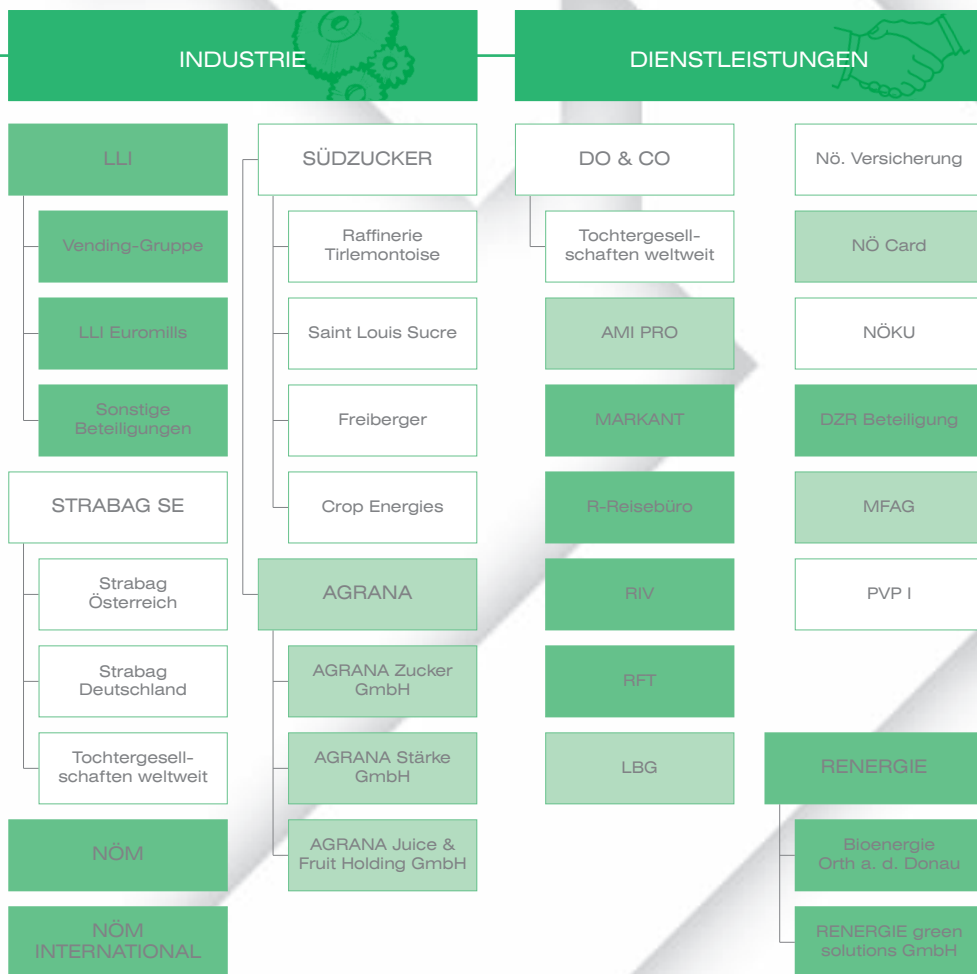 INDUSTRIE
LLI
Vending-Gruppe
LLI Euromills
Sonstige
Beteiligungen
STRABAG SE
Strabag
Österreich
Strabag
Deutschland
Tochtergesell-
schaften weltweit
NÖM
NÖM
INTERNATIONAL
SÜDZUCKER
Raffinerie
Tirlemontoise
Saint Louis Sucre
Freiberger
Crop Energies
AGRANA
AGRANA Zucker
GmbH
AGRANA Stärke
GmbH
AGRANA Juice &
Fruit Holding GmbH
DIENSTLEISTUNGEN
DO & CO
Tochtergesell-
schaften weltweit
AMI PRO
MARKANT
R-Reisebüro
RIV
RFT
LBG
Nö. Versicherung
NÖ Card
NÖKU
DZR Beteiligung
MFAG
PVP I
RENERGIE
Bioenergie
Orth a. d. Donau
RENERGIE green
solutions GmbH